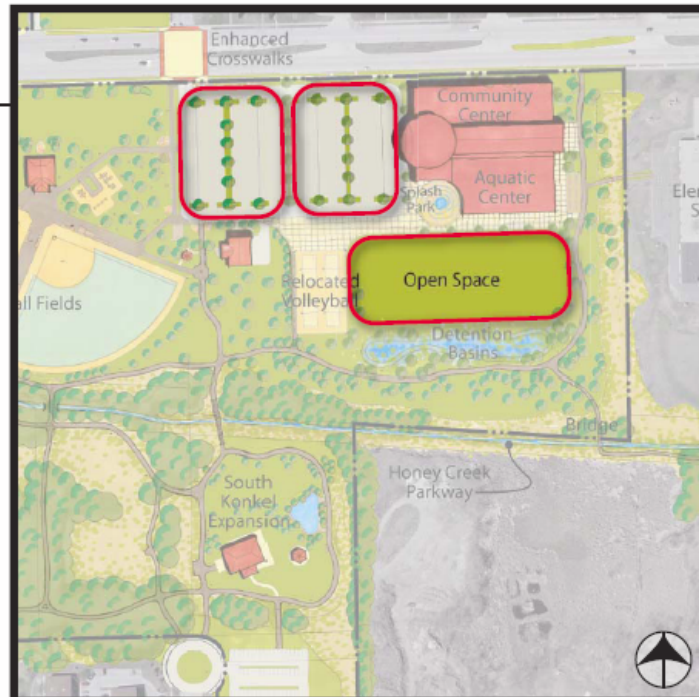 Enhanced
Crosswalks
Community
Center
Aquatic
Center
Splash
Park
Open Space
Relocated
Volleyball
all Fields
Detention
Basins
Bridge
Honey Creek
Parkway
South
Konkel
Expansion